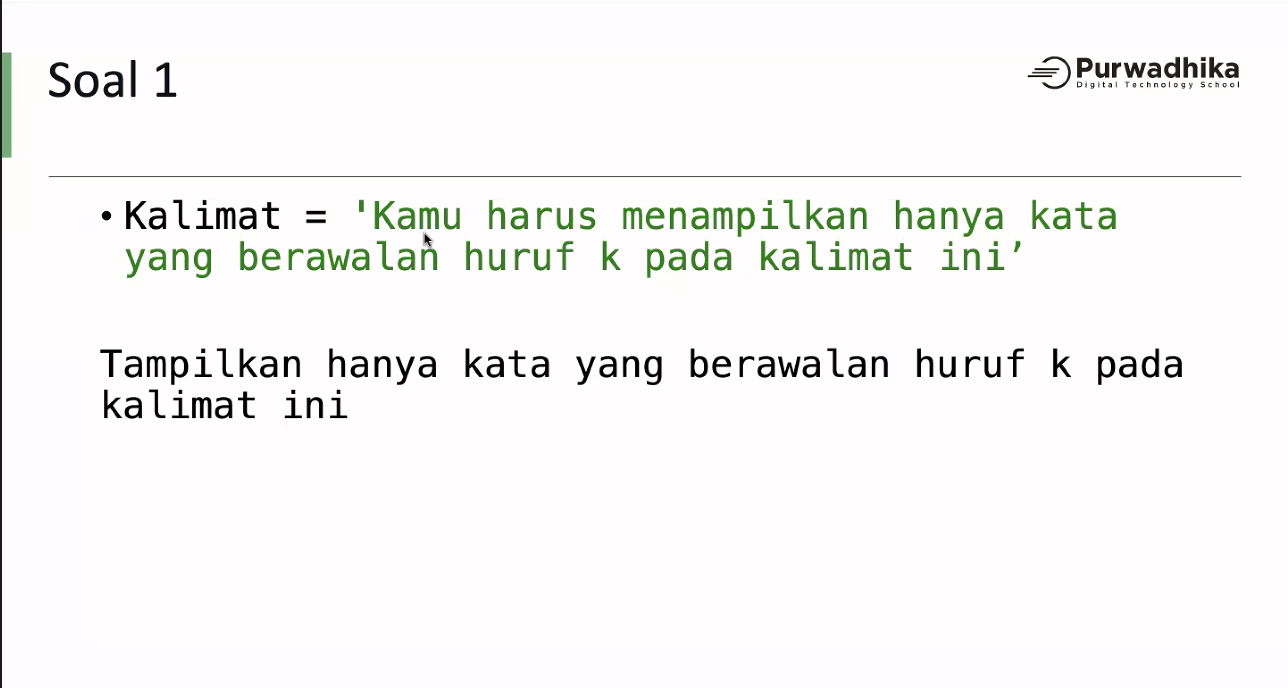 Soal 1
Purwadhika
Digital Technology School
• Kalimat = 'Kamu harus menampilkan hanya kata
yang berawalan huruf k pada kalimat ini’
Tampilkan hanya kata yang berawalan huruf k pada
kalimat ini